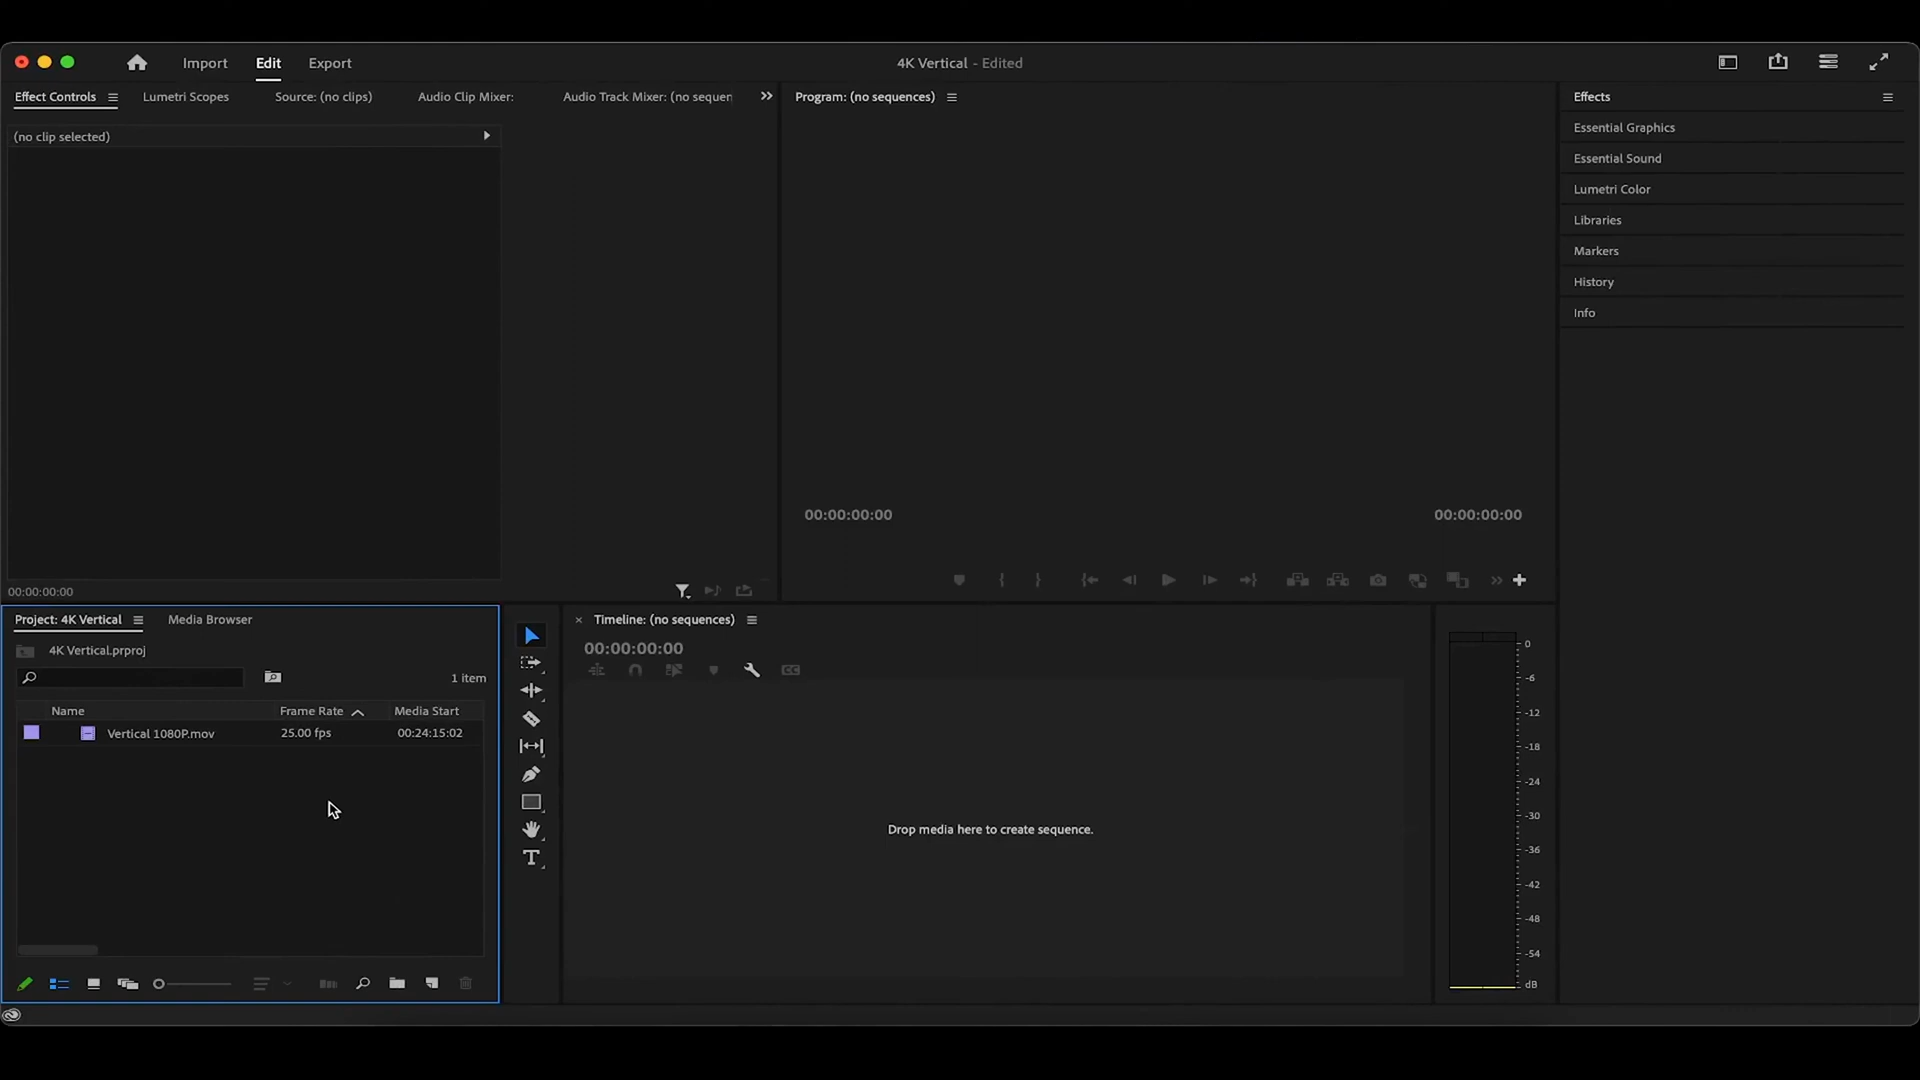 Import Edit Export 4K Vertical - Edited
Effect Controls Lumetri Scopes Source: (no clips) Audio Clip Mixer: Audio Track Mixer: (no sequen
Program: (no sequences)
Effects
(no clip selected)
Essential Graphics
Essential Sound
Lumetri Color
Libraries
Markers
History
Info
00:00:00:00 00:00:00:00
00:00:00:00
Project: 4K Vertical Media Browser
4K Vertical.prproj
1 item
Name Frame Rate Media Start
Vertical 1080P.mov 25.00 fps 00:24:15:02
T
× Timeline: (no sequences)
00:00:00:00
CC
Drop media here to create sequence.
0
-6
-12
-18
-24
-30
-36
-42
-48
-54
dB